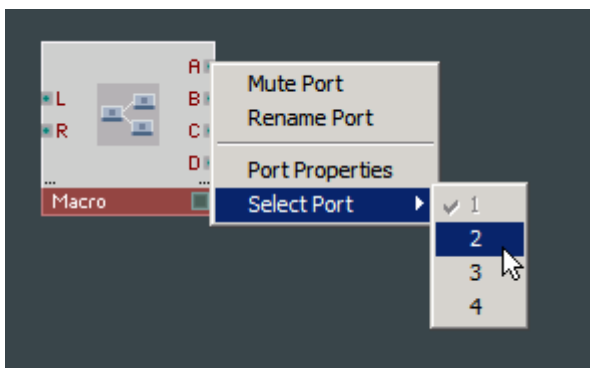 A
L B
R C
D
... ...
Macro
Mute Port
Rename Port
Port Properties
Select Port
1
2
3
4